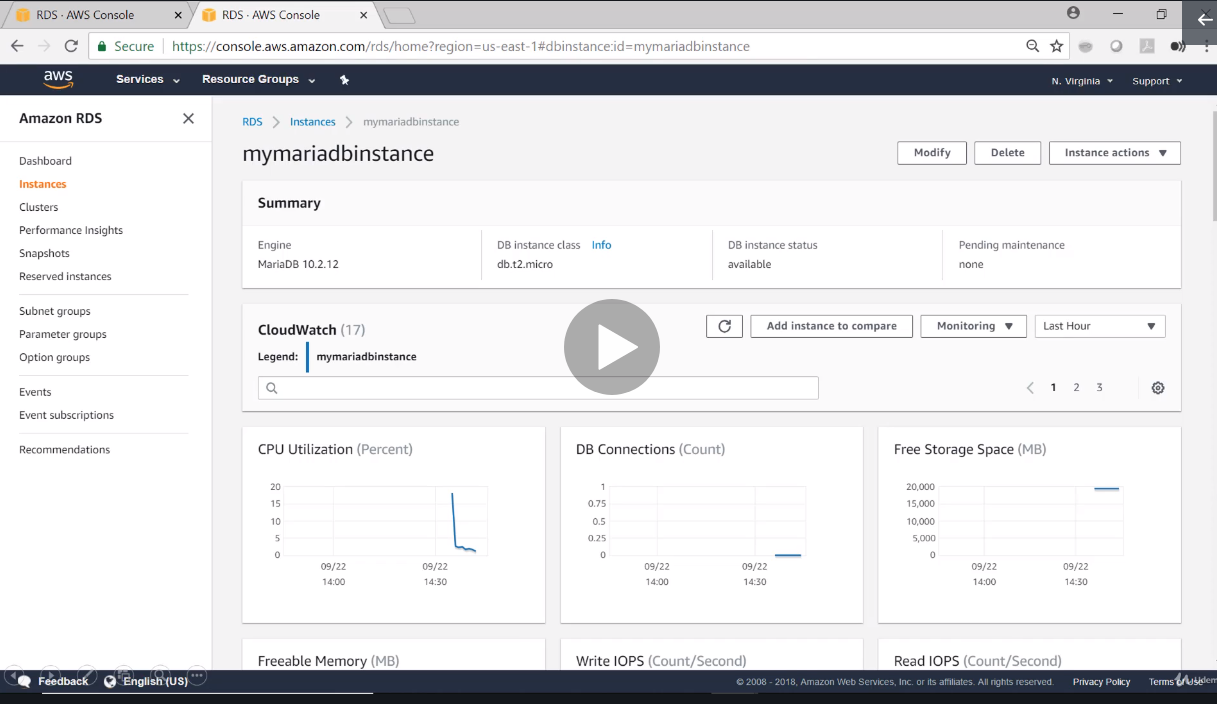 RDS · AWS Console
RDS · AWS Console
Secure
https://console.aws.amazon.com/rds/home?region=us-east-1#dbinstance:id=mymariadbinstance
aws
Services
Resource Groups
N. Virginia
Support
Amazon RDS
Dashboard
Instances
Clusters
Performance Insights
Snapshots
Reserved instances
Subnet groups
Parameter groups
Option groups
Events
Event subscriptions
Recommendations
RDS
Instances
mymariadbinstance
mymariadbinstance
Modify
Delete
Instance actions
Summary
Engine
MariaDB 10.2.12
DB instance class Info
db.t2.micro
DB instance status
available
Pending maintenance
none
CloudWatch (17)
Add instance to compare
Monitoring
Last Hour
Legend: mymariadbinstance
1 2 3
CPU Utilization (Percent)
20
15
10
5
0
09/22 09/22
14:00 14:30
DB Connections (Count)
1
0.75
0.5
0.25
0
09/22 09/22
14:00 14:30
Free Storage Space (MB)
20,000
15,000
10,000
5,000
0
09/22 09/22
14:00 14:30
Freeable Memory (MB)
Write IOPS (Count/Second)
Read IOPS (Count/Second)
Feedback
English (US)
© 2008 - 2018, Amazon Web Services, Inc. or its affiliates. All rights reserved.
Privacy Policy
Terms of Use
Udemy